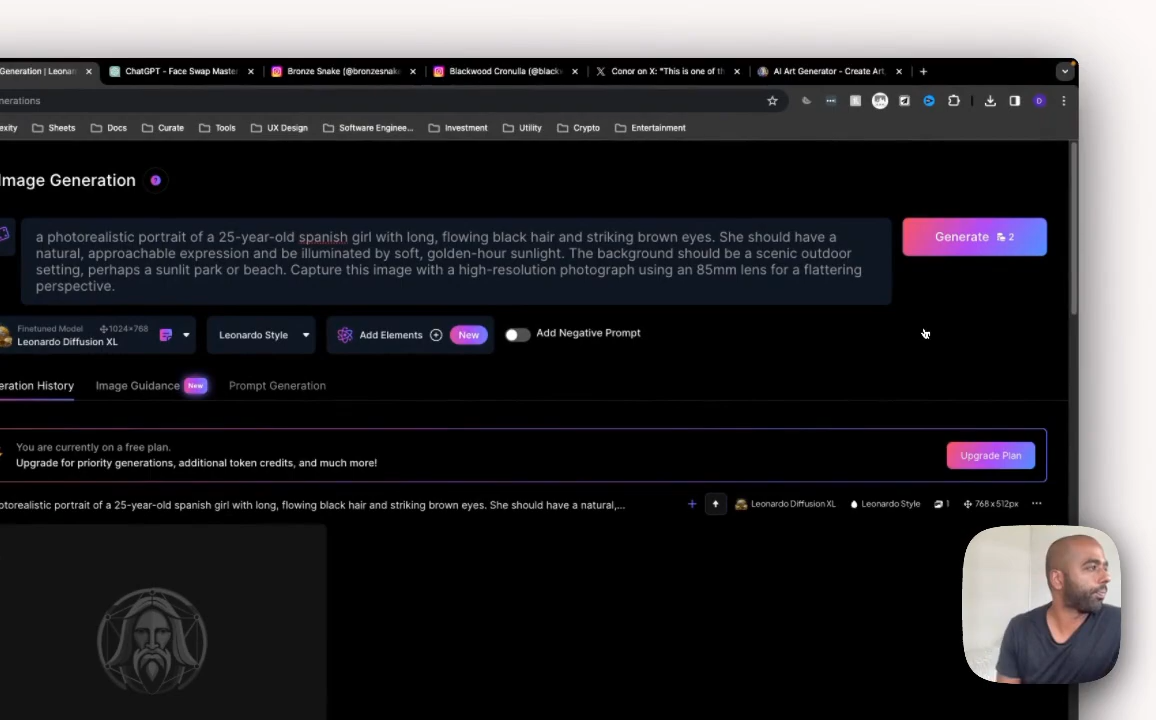 Generation | Leonar
ChatGPT - Face Swap Master
Bronze Snake (@bronzesnak
Blackwood Cronulla (@black
Conor on X: "This is one of th
AI Art Generator - Create Art,
nerations
D
exity
Sheets
Docs
Curate
Tools
UX Design
Software Enginee...
Investment
Utility
Crypto
Entertainment
Image Generation
?
a photorealistic portrait of a 25-year-old spanish girl with long, flowing black hair and striking brown eyes. She should have a
natural, approachable expression and be illuminated by soft, golden-hour sunlight. The background should be a scenic outdoor
setting, perhaps a sunlit park or beach. Capture this image with a high-resolution photograph using an 85mm lens for a flattering
perspective.
Generate 2
Finetuned Model 1024×768
Leonardo Diffusion XL
Leonardo Style
Add Elements
New
Add Negative Prompt
eration History
Image Guidance New
Prompt Generation
You are currently on a free plan.
Upgrade for priority generations, additional token credits, and much more!
Upgrade Plan
otorealistic portrait of a 25-year-old spanish girl with long, flowing black hair and striking brown eyes. She should have a natural,...
Leonardo Diffusion XL
Leonardo Style
1
768 x 512px